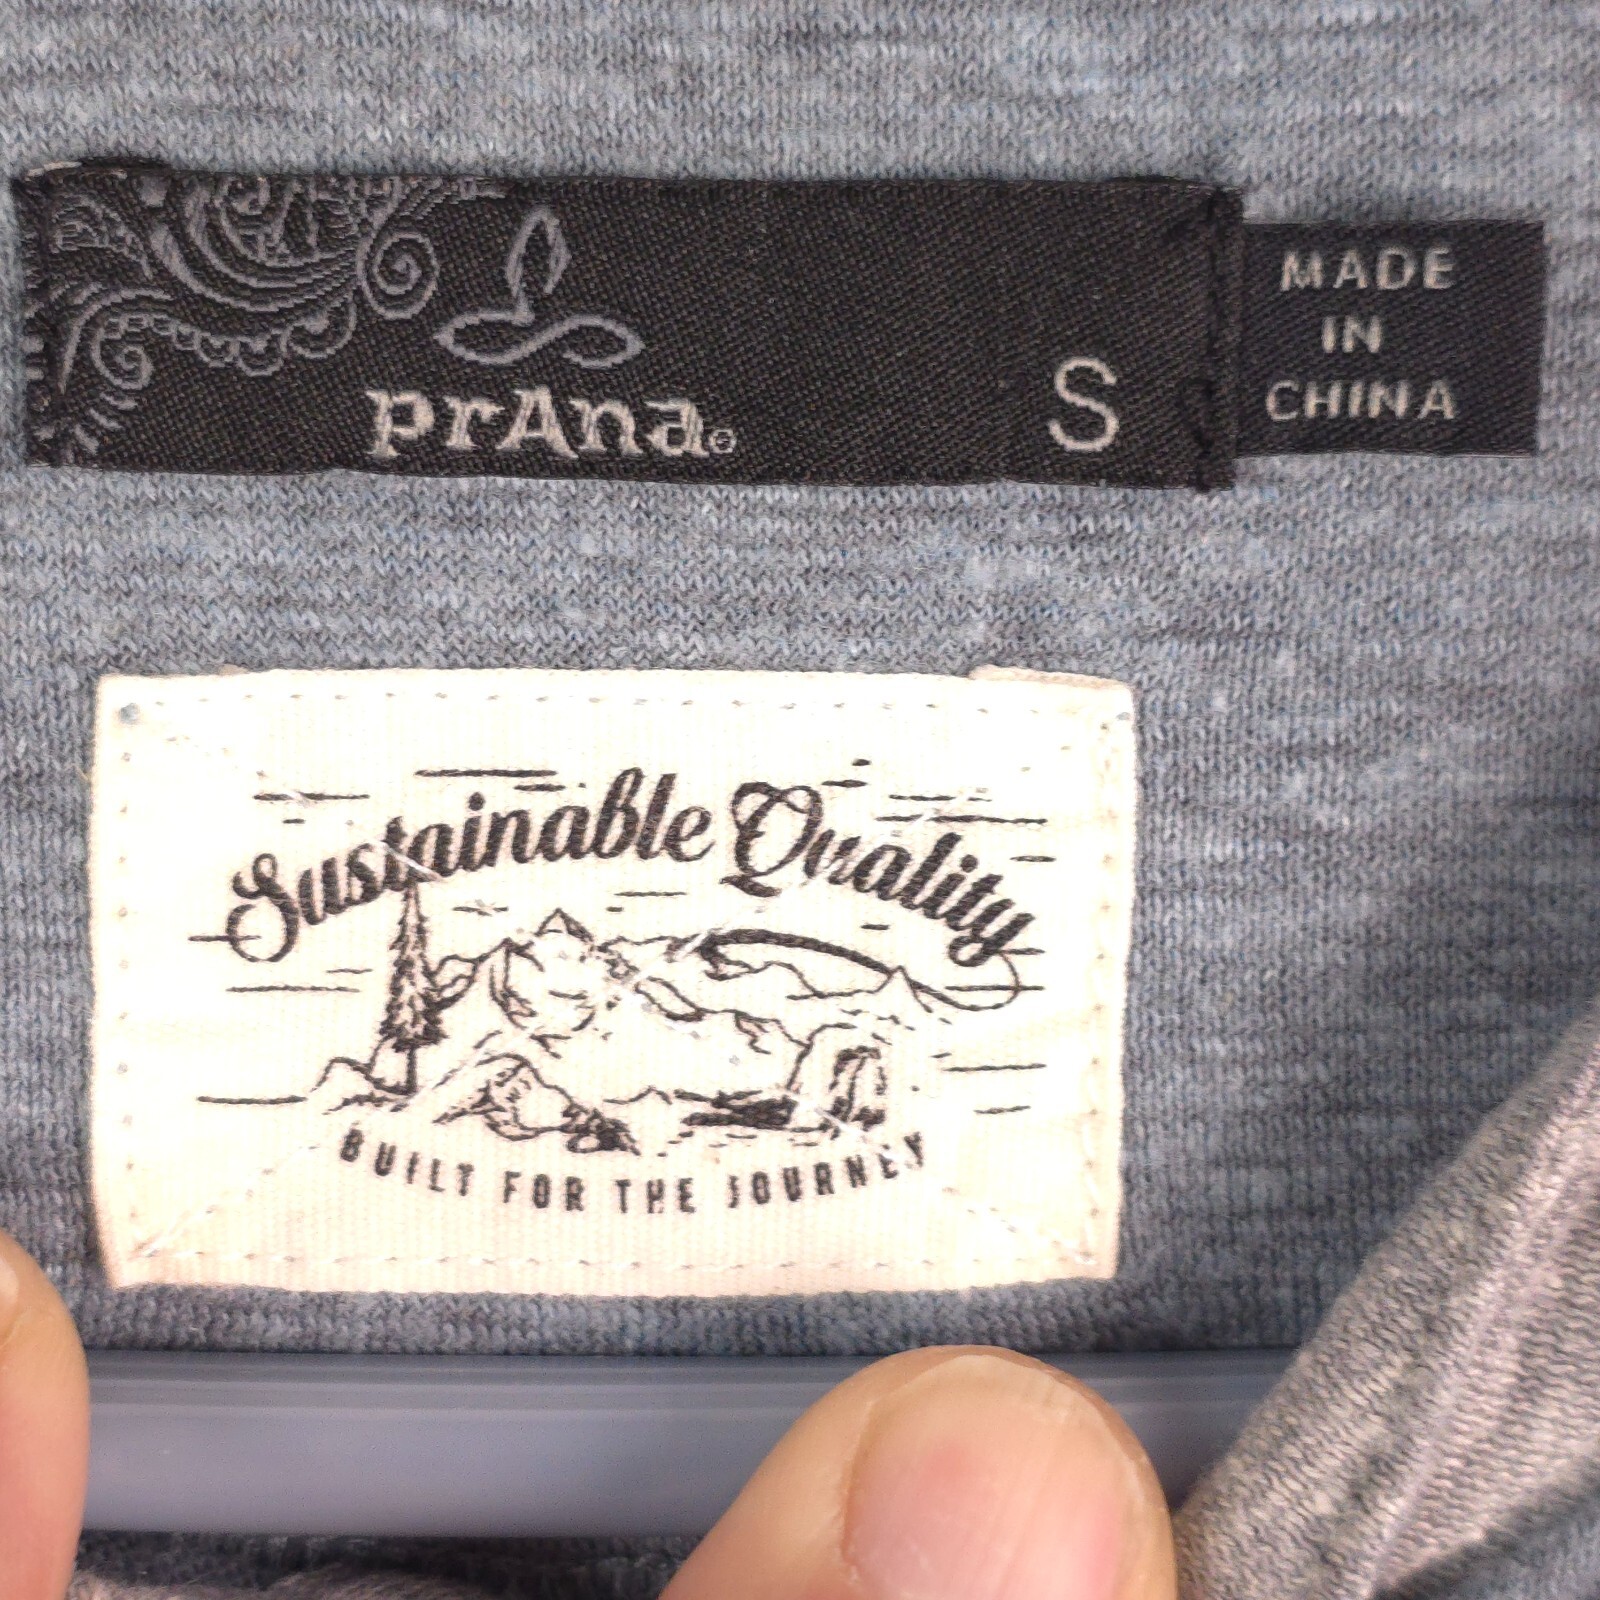 prAna®
S
MADE
IN
CHINA
Sustainable Quality
BUILT FOR THE JOURNEY